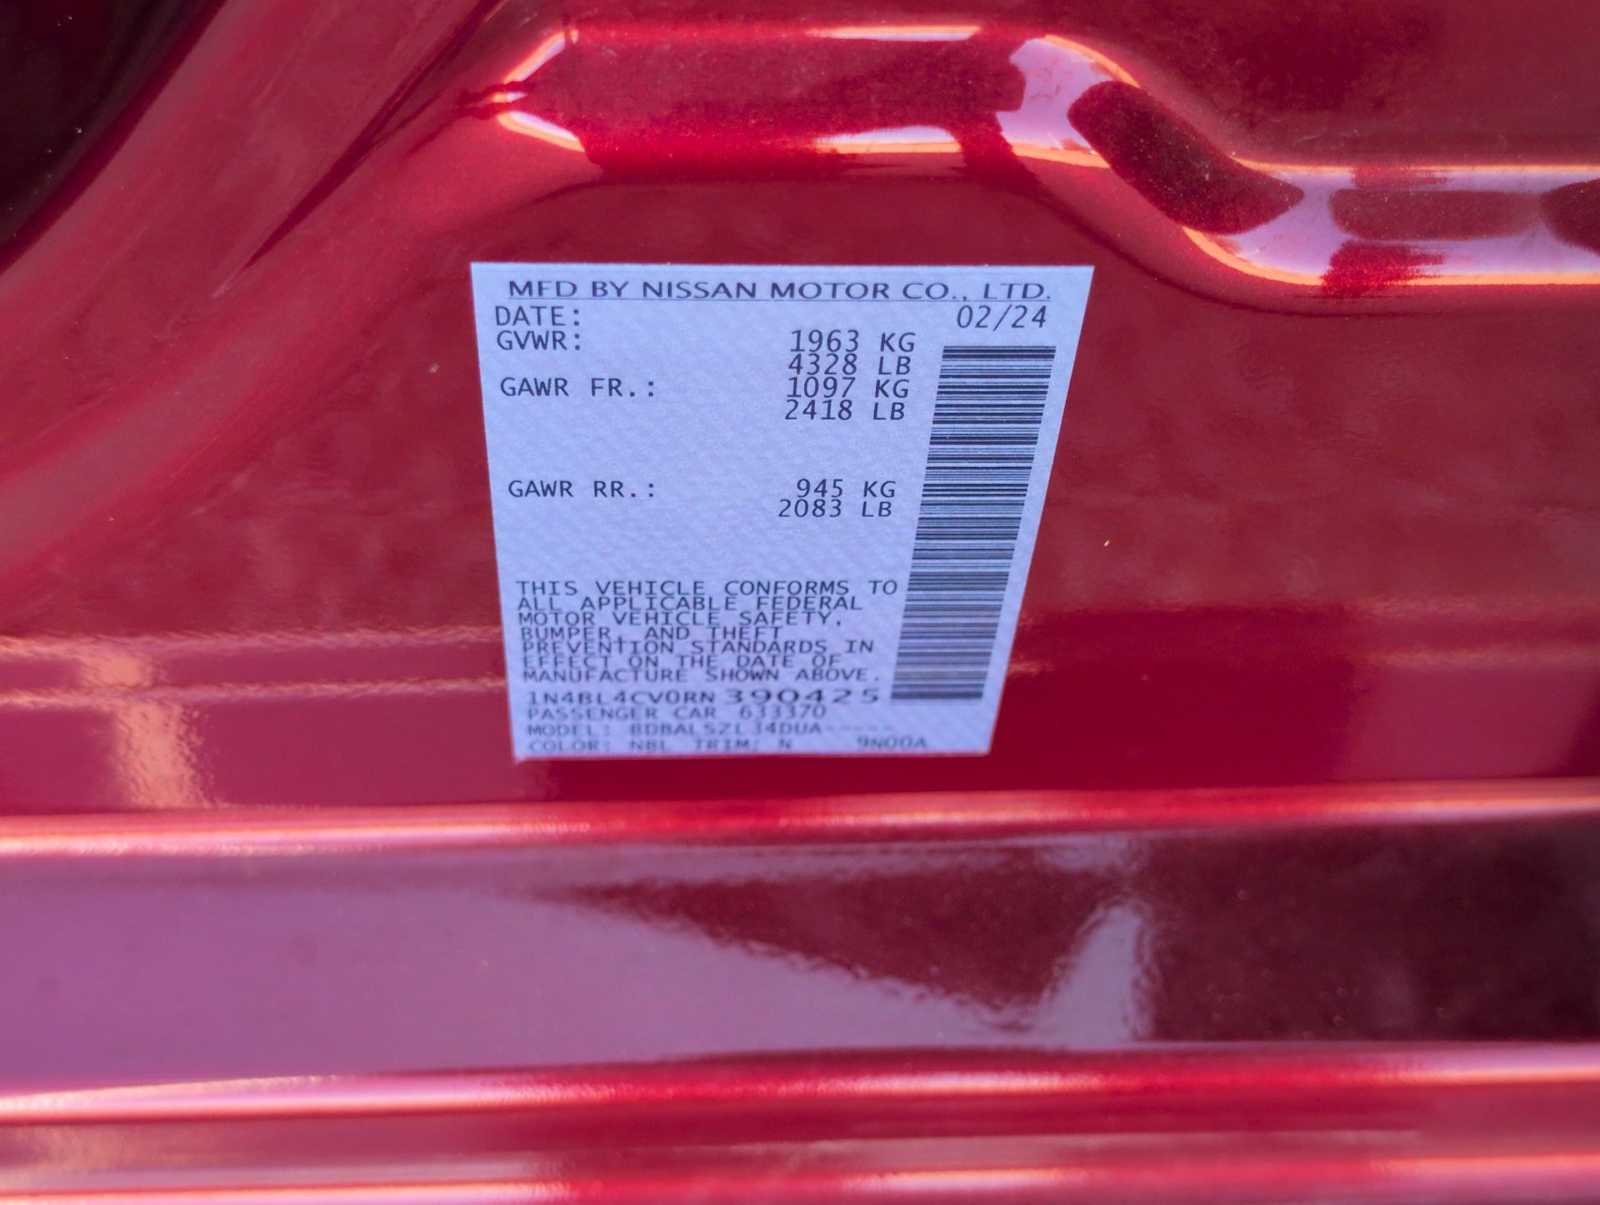 MFD BY NISSAN MOTOR CO., LTD.
DATE: 02/24
GVWR: 1963 KG
4328 LB
GAWR FR.: 1097 KG
2418 LB
GAWR RR.: 945 KG
2083 LB
THIS VEHICLE CONFORMS TO
ALL APPLICABLE FEDERAL
MOTOR VEHICLE SAFETY,
BUMPER, AND THEFT
PREVENTION STANDARDS IN
EFFECT ON THE DATE OF
MANUFACTURE SHOWN ABOVE.
1N4BL4CV0RN390425
PASSENGER CAR 633370
MODEL: BDBALSZL34DUA-----
COLOR: NBL TRIM: N 9N00A